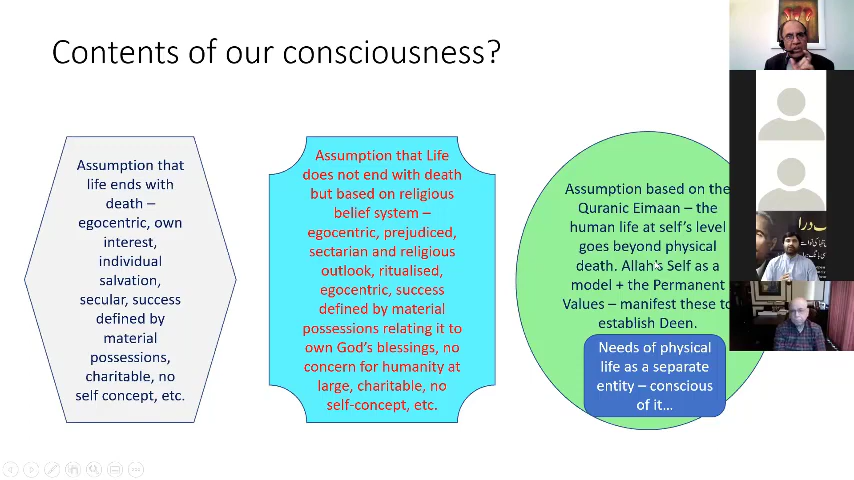 Contents of our consciousness?
Assumption that
life ends with
death –
egocentric, own
interest,
individual
salvation,
secular, success
defined by
material
possessions,
charitable, no
self concept, etc.
Assumption that Life
does not end with death
but based on religious
belief system –
egocentric, prejudiced,
sectarian and religious
outlook, ritualised,
egocentric, success
defined by material
possessions relating it to
own God's blessings, no
concern for humanity at
large, charitable, no
self-concept, etc.
Assumption based on the
Quranic Eimaan – the
human life at self's level
goes beyond physical
death. Allah's Self as a
model + the Permanent
Values – manifest these to
establish Deen.
Needs of physical
life as a separate
entity – conscious
of it...